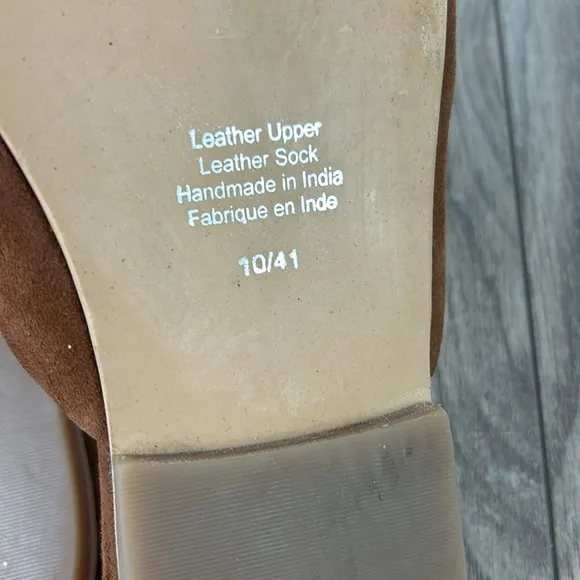 Leather Upper
Leather Sock
Handmade in India
Fabrique en Inde
10/41